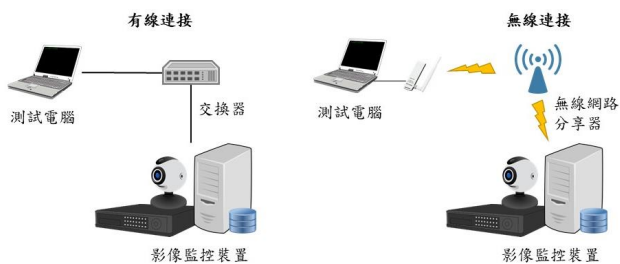 有線連接
測試電腦
交換器
影像監控裝置
無線連接
測試電腦
無線網路
分享器
影像監控裝置